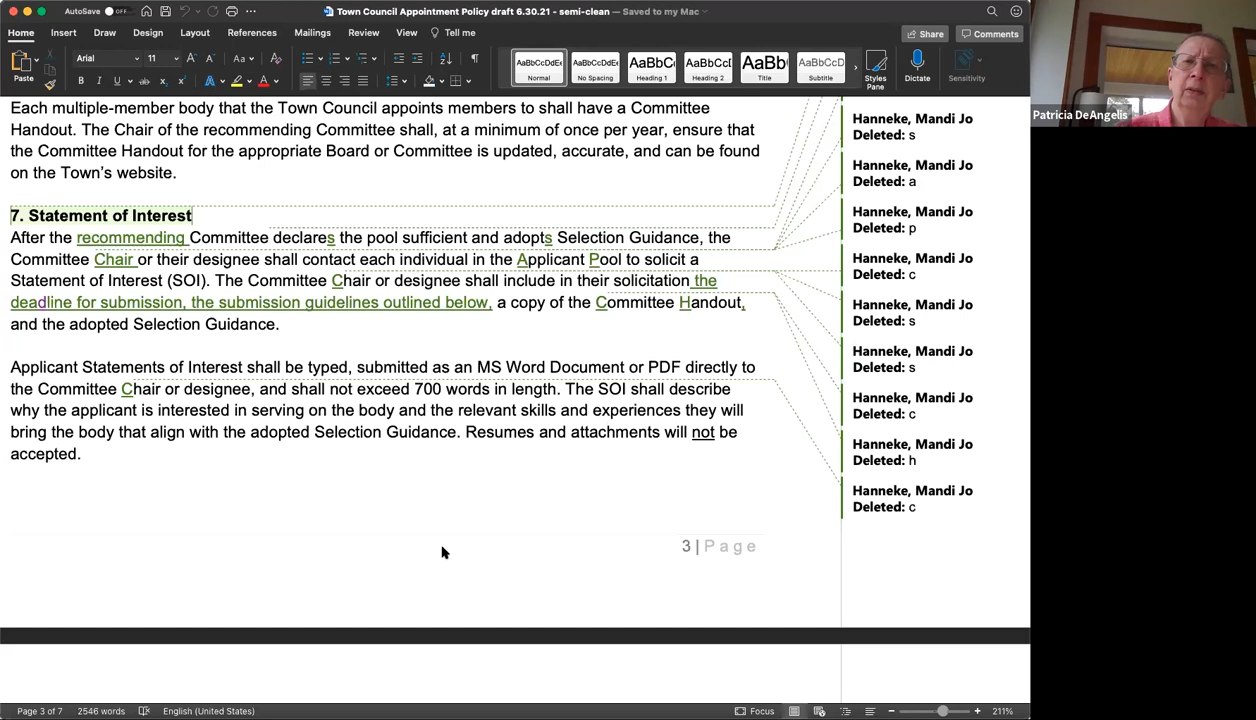 AutoSave OFF
Town Council Appointment Policy draft 6.30.21 - semi-clean — Saved to my Mac
Home Insert Draw Design Layout References Mailings Review View Tell me
Share Comments
Paste
Arial 11
Aa
AaBbCcDdEe AaBbCcDdEe AaBbCc AaBbCcD AaBb( AaBbCcDd
Normal No Spacing Heading 1 Heading 2 Title Subtitle
Styles Pane
Dictate
Sensitivity
Each multiple-member body that the Town Council appoints members to shall have a Committee
Handout. The Chair of the recommending Committee shall, at a minimum of once per year, ensure that
the Committee Handout for the appropriate Board or Committee is updated, accurate, and can be found
on the Town's website.
7. Statement of Interest
After the recommending Committee declares the pool sufficient and adopts Selection Guidance, the
Committee Chair or their designee shall contact each individual in the Applicant Pool to solicit a
Statement of Interest (SOI). The Committee Chair or designee shall include in their solicitation the
deadline for submission, the submission guidelines outlined below, a copy of the Committee Handout,
and the adopted Selection Guidance.
Applicant Statements of Interest shall be typed, submitted as an MS Word Document or PDF directly to
the Committee Chair or designee, and shall not exceed 700 words in length. The SOI shall describe
why the applicant is interested in serving on the body and the relevant skills and experiences they will
bring the body that align with the adopted Selection Guidance. Resumes and attachments will not be
accepted.
3 | Page
Hanneke, Mandi Jo
Deleted: s
Hanneke, Mandi Jo
Deleted: a
Hanneke, Mandi Jo
Deleted: p
Hanneke, Mandi Jo
Deleted: c
Hanneke, Mandi Jo
Deleted: s
Hanneke, Mandi Jo
Deleted: s
Hanneke, Mandi Jo
Deleted: c
Hanneke, Mandi Jo
Deleted: h
Hanneke, Mandi Jo
Deleted: c
Patricia DeAngelis
Page 3 of 7 2546 words English (United States) Focus 211%